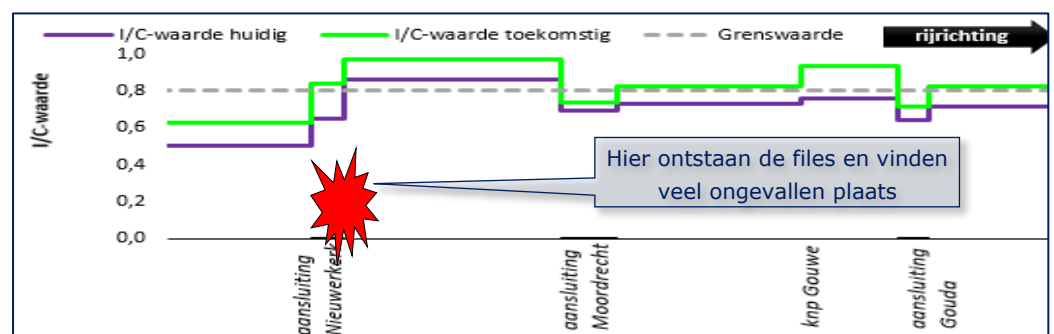 I/C-waarde huidig
I/C-waarde toekomstig
Grenswaarde
rijrichting
I/C-waarde
1,0
0,8
0,6
0,4
0,2
0,0
Hier ontstaan de files en vinden
veel ongevallen plaats
aansluiting
Nieuwerkerk
aansluiting
Moordrecht
knp Gouwe
aansluiting
Gouda